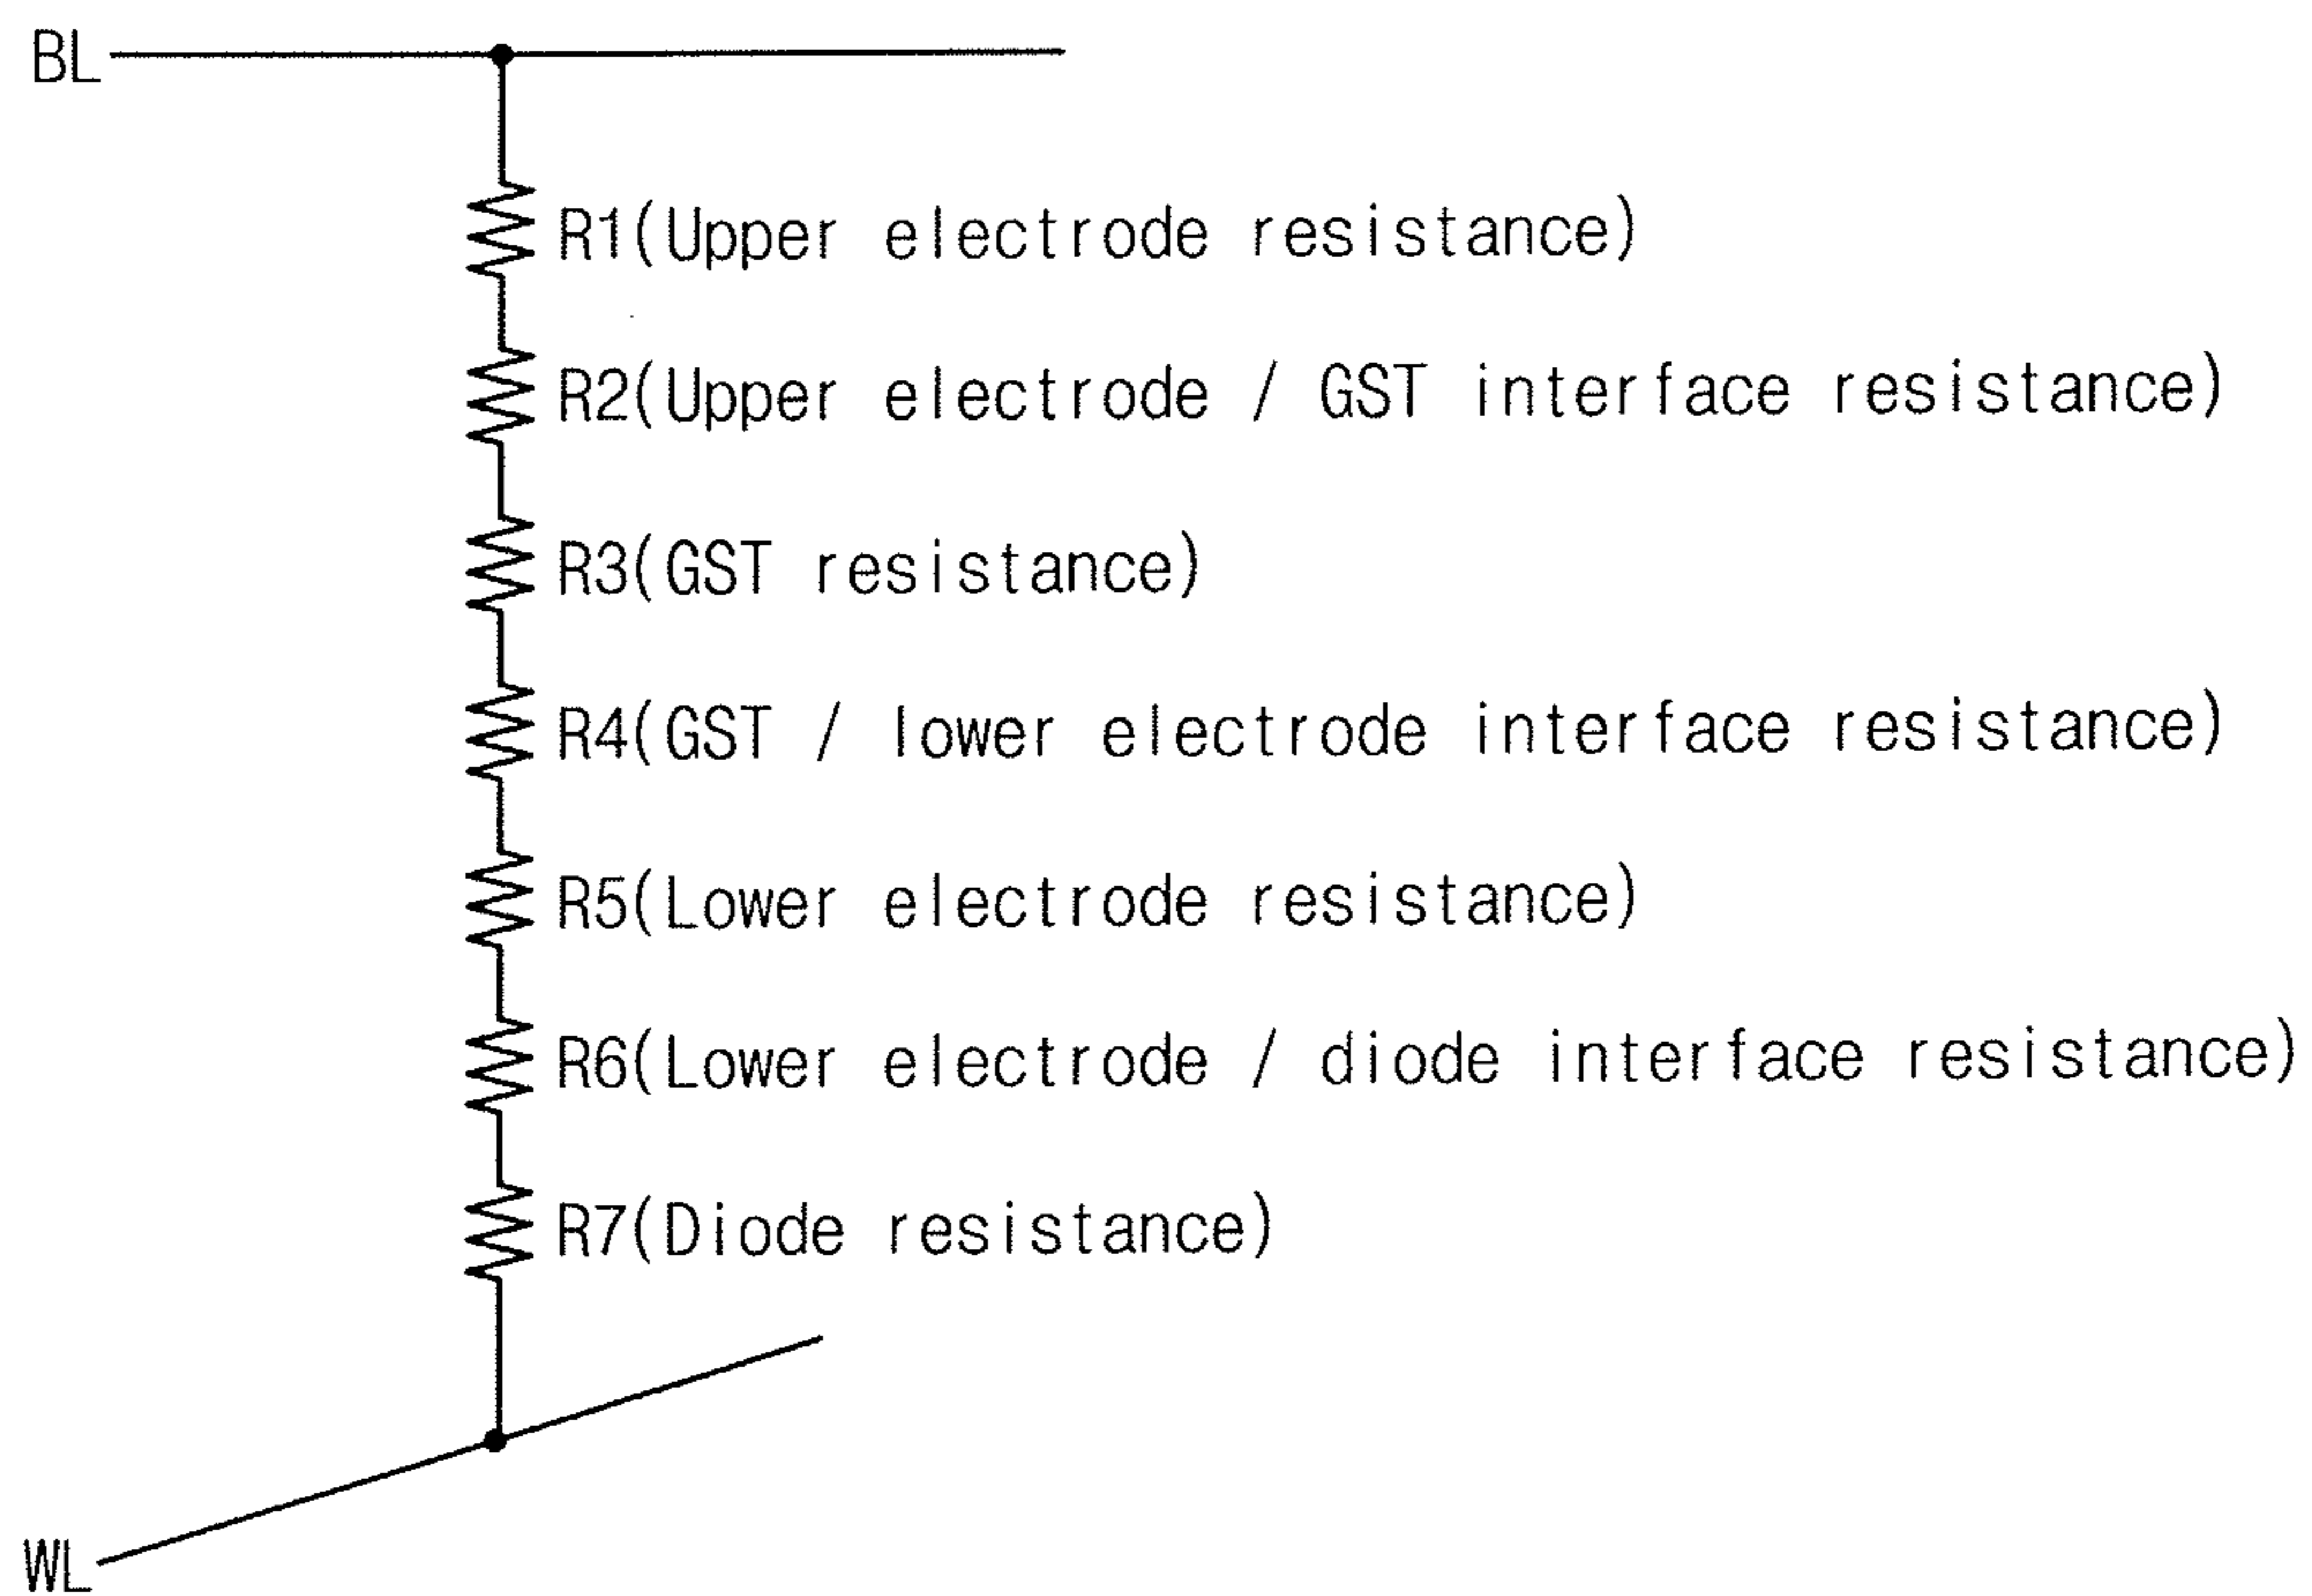 BL
R1(Upper electrode resistance)
R2(Upper electrode / GST interface resistance)
R3(GST resistance)
R4(GST / lower electrode interface resistance)
R5(Lower electrode resistance)
R6(Lower electrode / diode interface resistance)
R7(Diode resistance)
WL